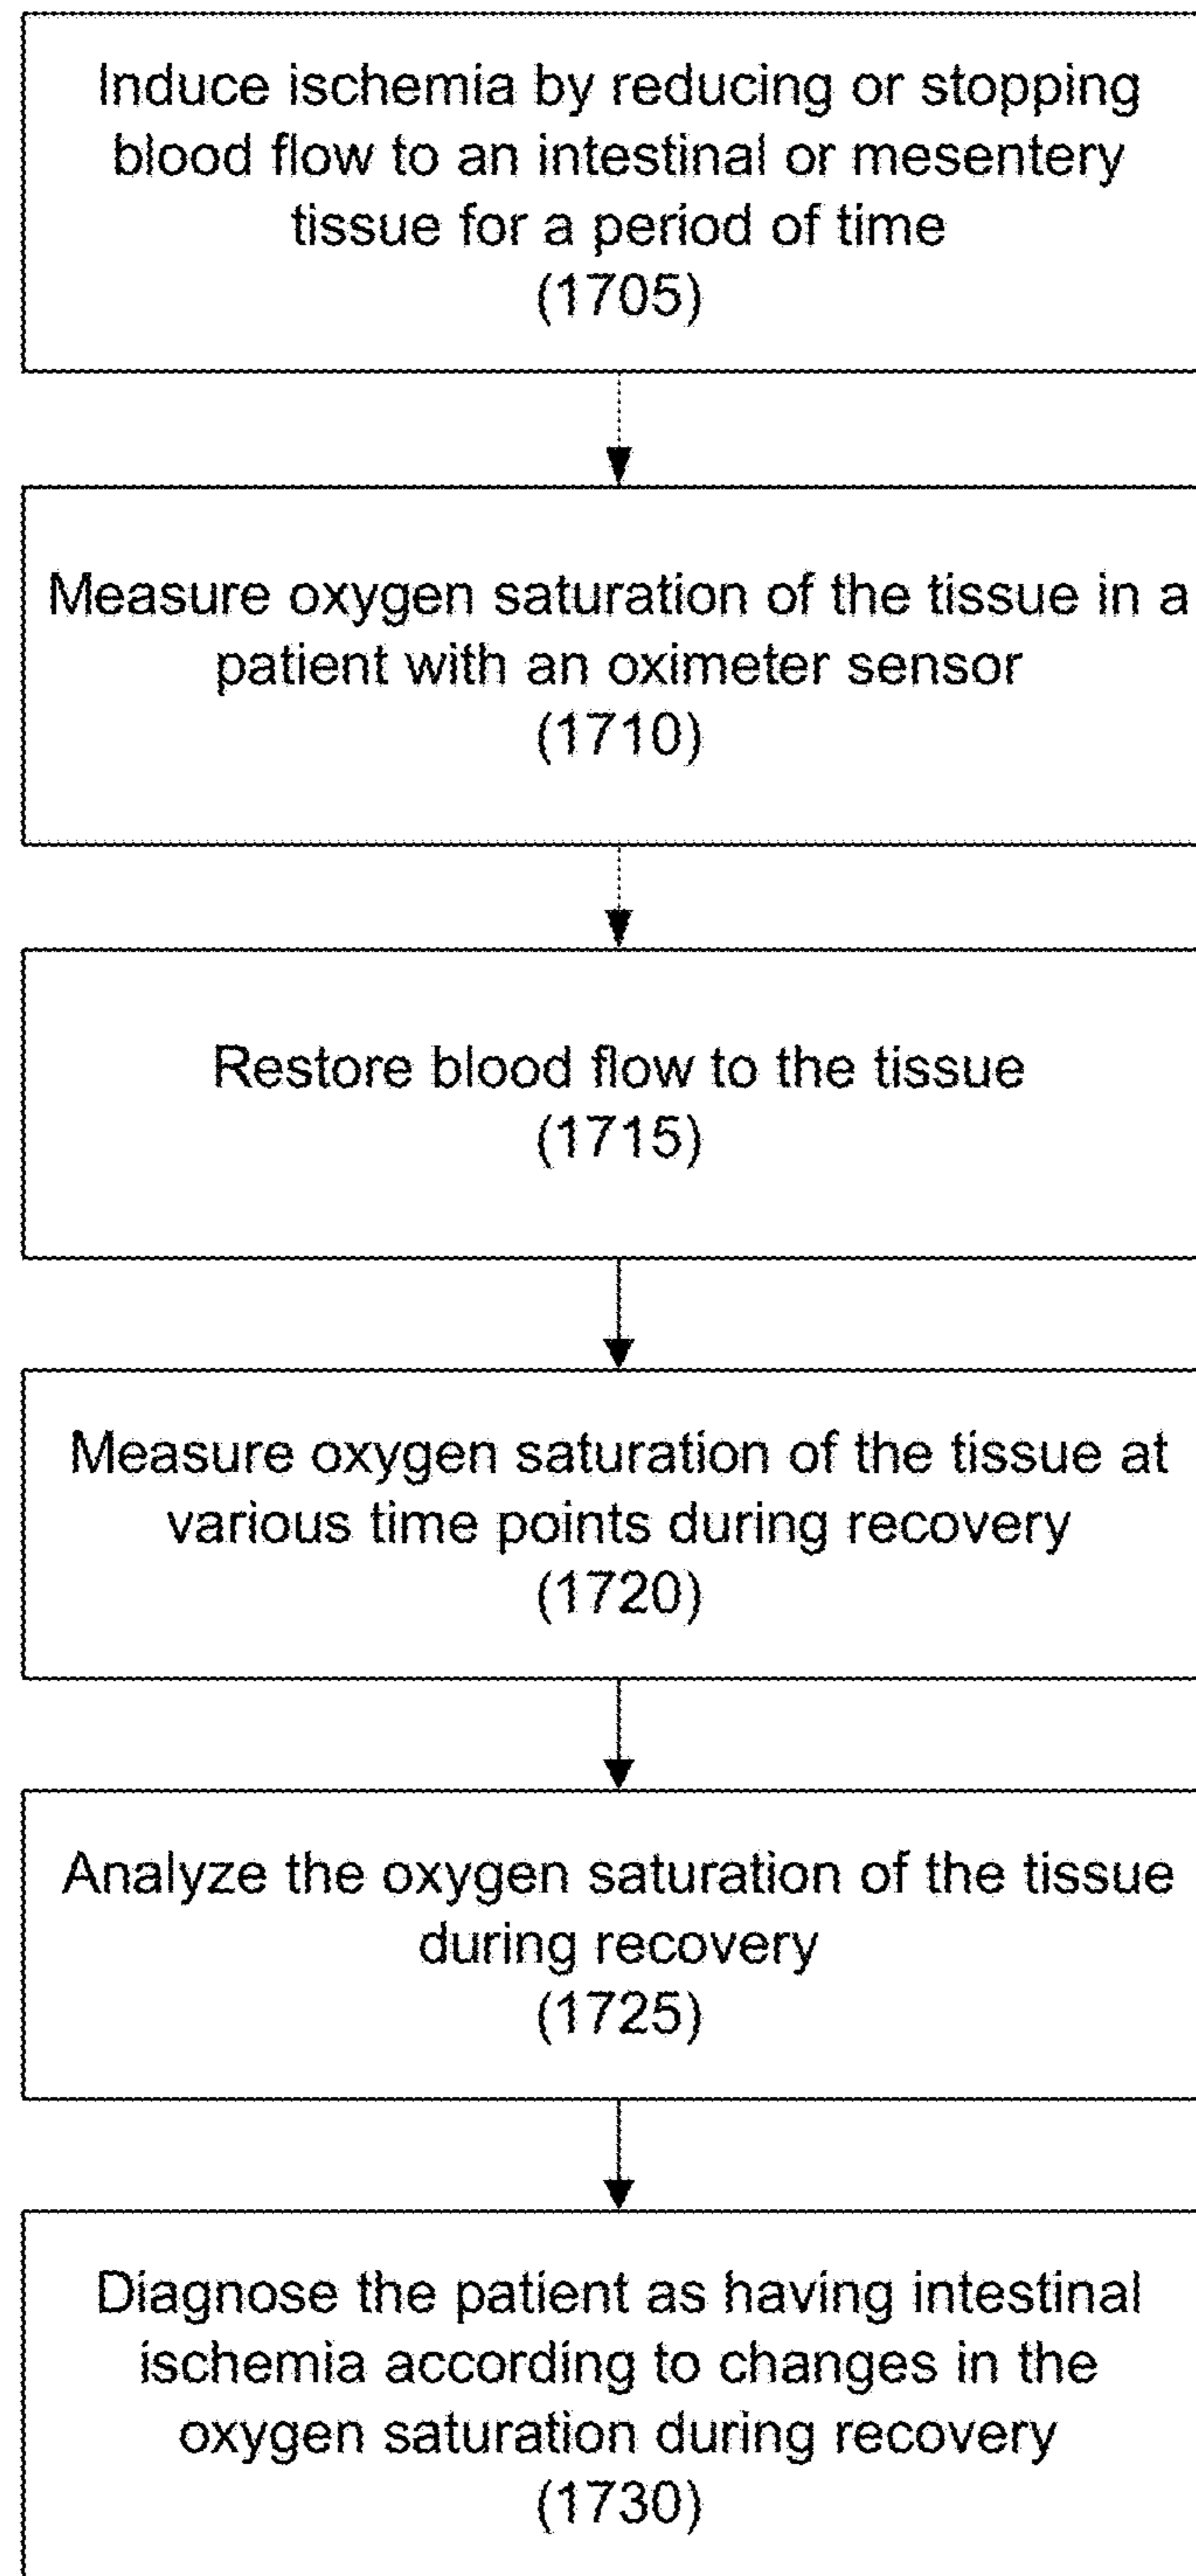 Induce ischemia by reducing or stopping
blood flow to an intestinal or mesentery
tissue for a period of time
(1705)
Measure oxygen saturation of the tissue in a
patient with an oximeter sensor
(1710)
Restore blood flow to the tissue
(1715)
Measure oxygen saturation of the tissue at
various time points during recovery
(1720)
Analyze the oxygen saturation of the tissue
during recovery
(1725)
Diagnose the patient as having intestinal
ischemia according to changes in the
oxygen saturation during recovery
(1730)